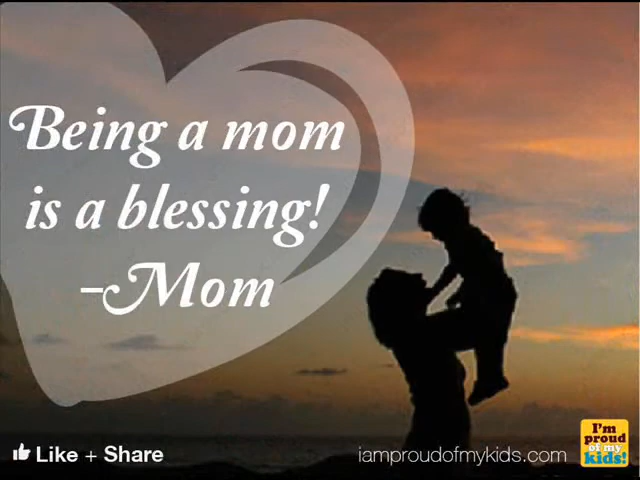 Being a mom
is a blessing!
-Mom
Like + Share
iamproudofmykids.com
I'm
proud
of my
kids!